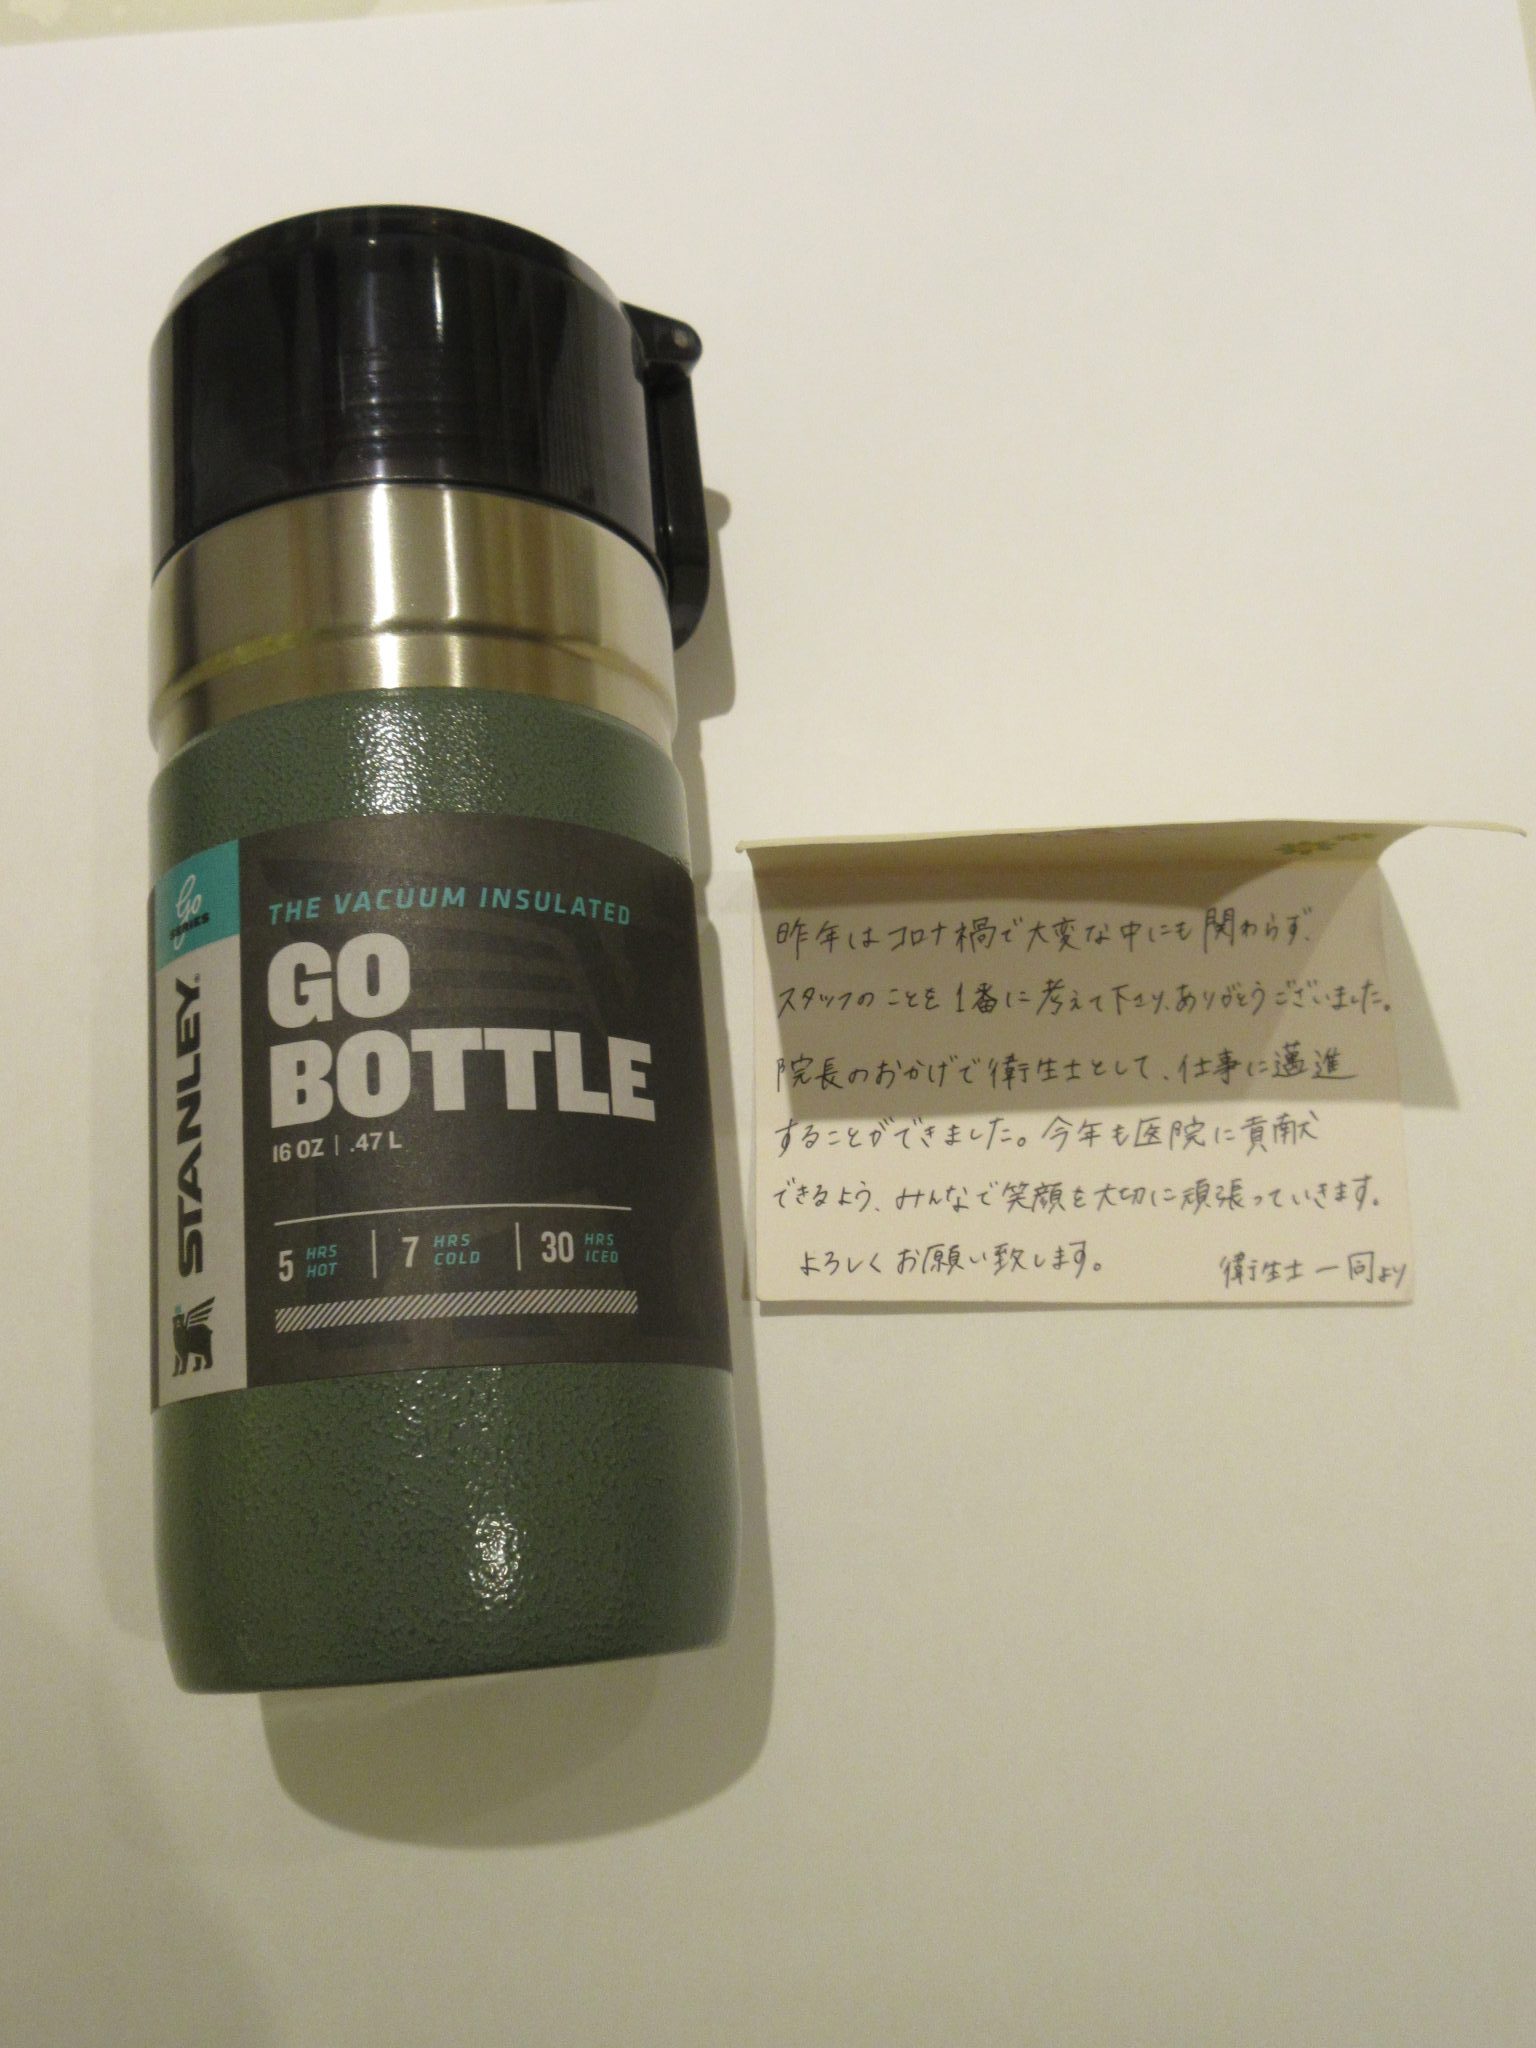 THE VACUUM INSULATED
GO
BOTTLE
16 OZ | .47 L
5 HRS HOT | 7 HRS COLD | 30 HRS ICED
go
SERIES
STANLEY
昨年はコロナ禍で大変な中にも関わらず、
スタッフのことを1番に考えて下さり、ありがとうございました。
院長のおかげで衛生士として、仕事に邁進
することができました。今年も医院に貢献
できるよう、みんなで笑顔を大切に頑張っていきます。
よろしくお願い致します。
衛生士一同より